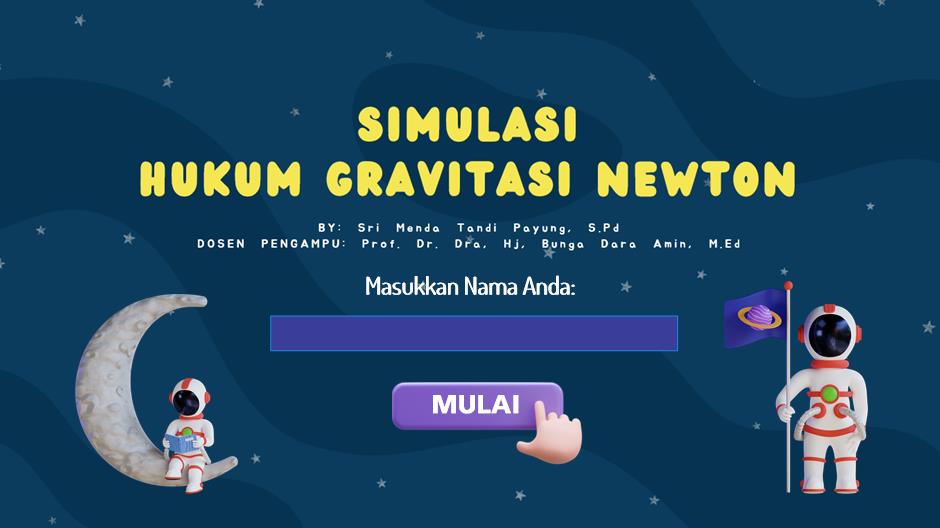 SIMULASI
HUKUM GRAVITASI NEWTON
BY: Sri Menda Tandi Payung, S.Pd
DOSEN PENGAMPU: Prof. Dr. Dra, Hj, Bunga Dara Amin, M.Ed
Masukkan Nama Anda:
MULAI